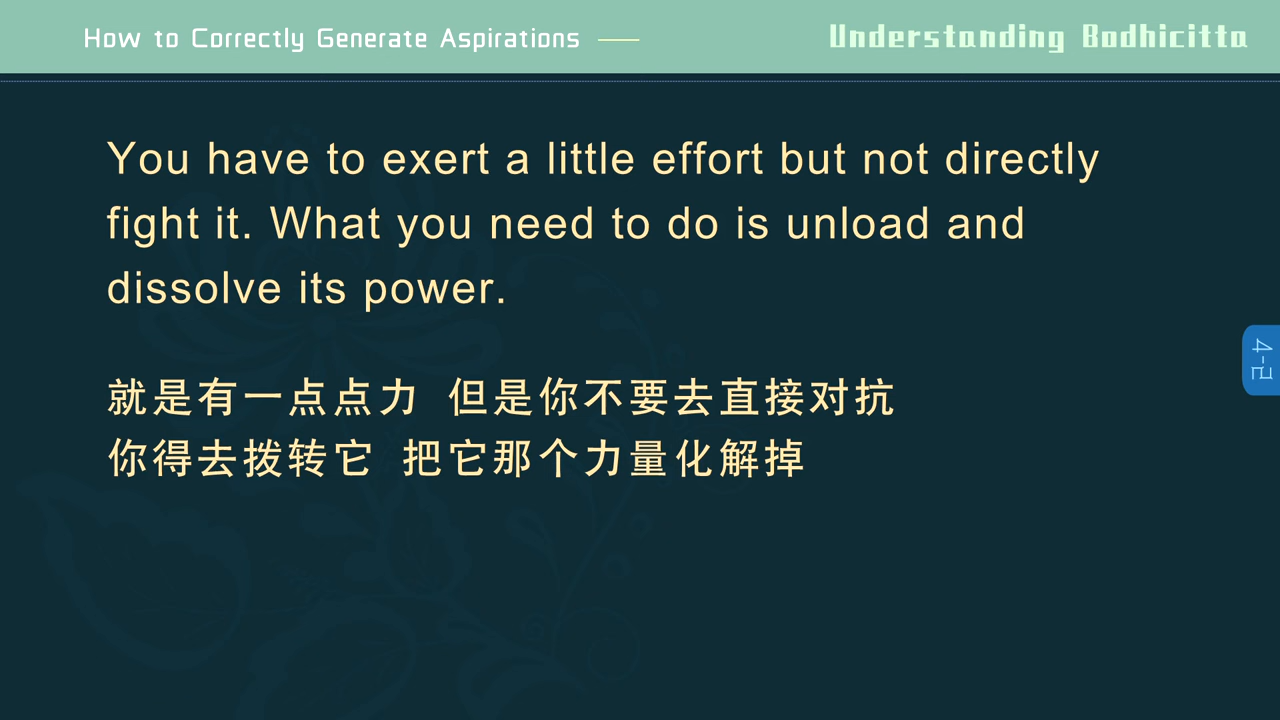 How to Correctly Generate Aspirations
Understanding Bodhicitta
You have to exert a little effort but not directly
fight it. What you need to do is unload and
dissolve its power.
就是有一点点力 但是你不要去直接对抗
你得去拨转它 把它那个力量化解掉
4-2